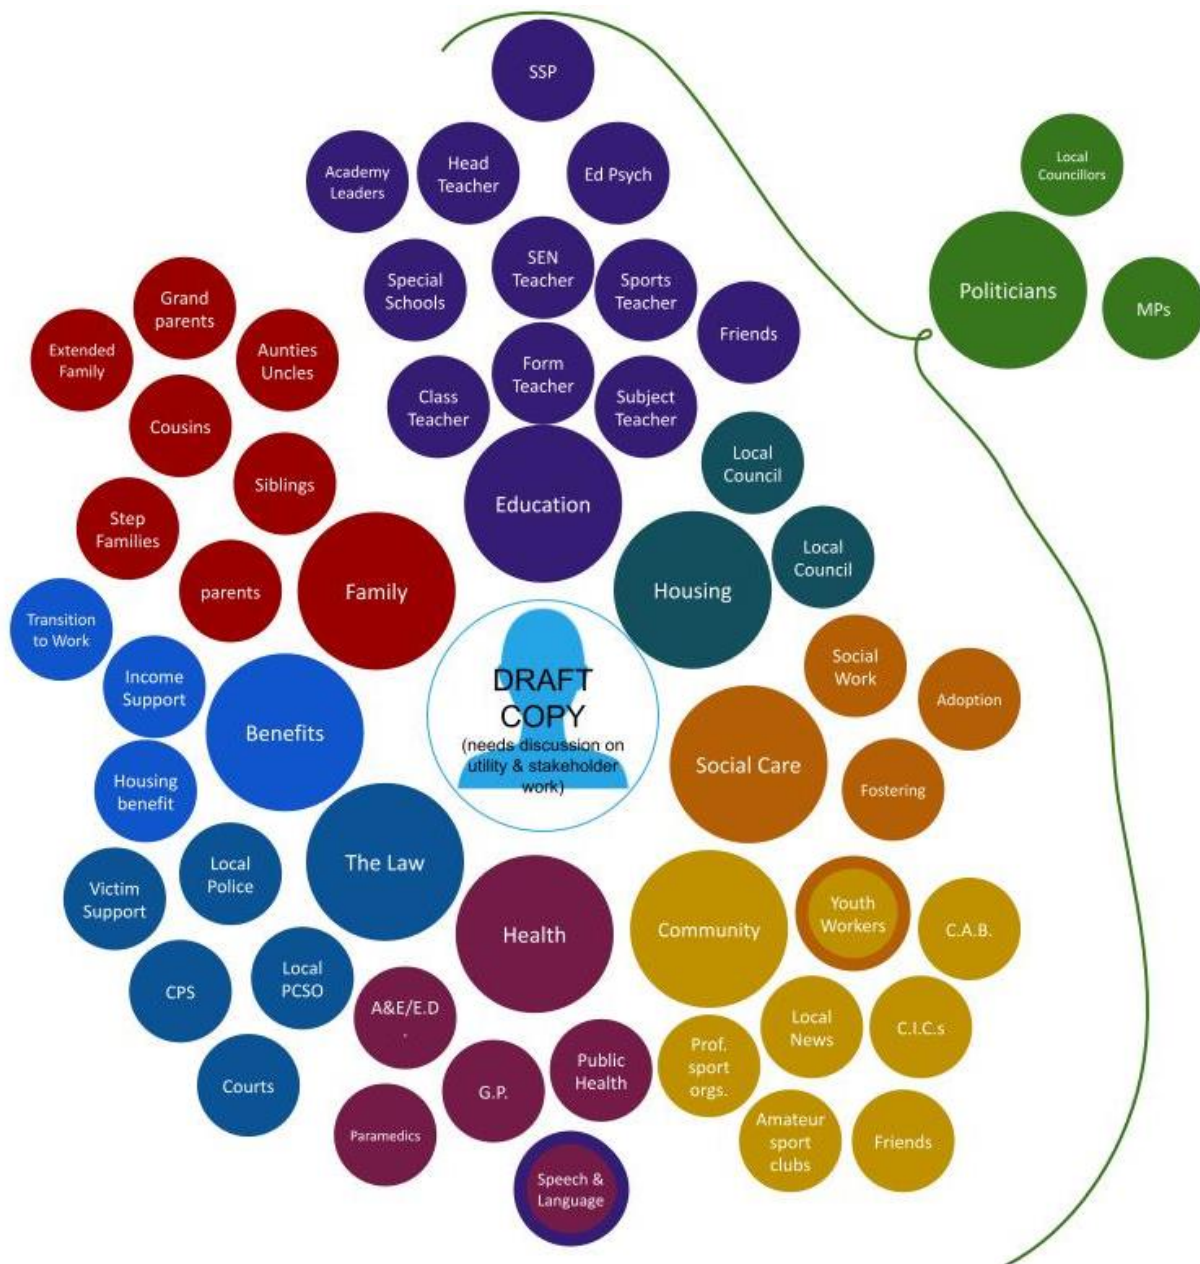 SSP
Academy
Leaders
Head
Teacher
Ed Psych
Local
Councillors
Politicians
MPs
Special
Schools
SEN
Teacher
Sports
Teacher
Friends
Class
Teacher
Form
Teacher
Subject
Teacher
Education
Grand
parents
Extended
Family
Aunties
Uncles
Cousins
Siblings
Step
Families
parents
Family
Local
Council
Local
Council
Housing
Transition
to Work
Income
Support
Benefits
Housing
benefit
DRAFT
COPY
(needs discussion on
utility & stakeholder
work)
Social
Work
Adoption
Social Care
Fostering
Local
Police
The Law
Victim
Support
CPS
Local
PCSO
Courts
Health
A&E/E.D
.
G.P.
Public
Health
Paramedics
Speech &
Language
Community
Youth
Workers
C.A.B.
Local
News
C.I.C.s
Prof.
sport
orgs.
Amateur
sport
clubs
Friends